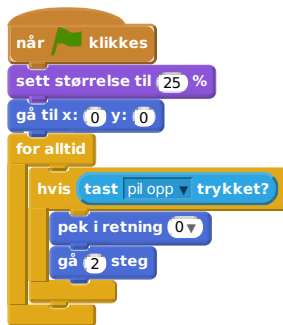 når klikkes
sett størrelse til 25 %
gå til x: 0 y: 0
for alltid
hvis tast pil opp ▼ trykket?
pek i retning 0▼
gå 2 steg